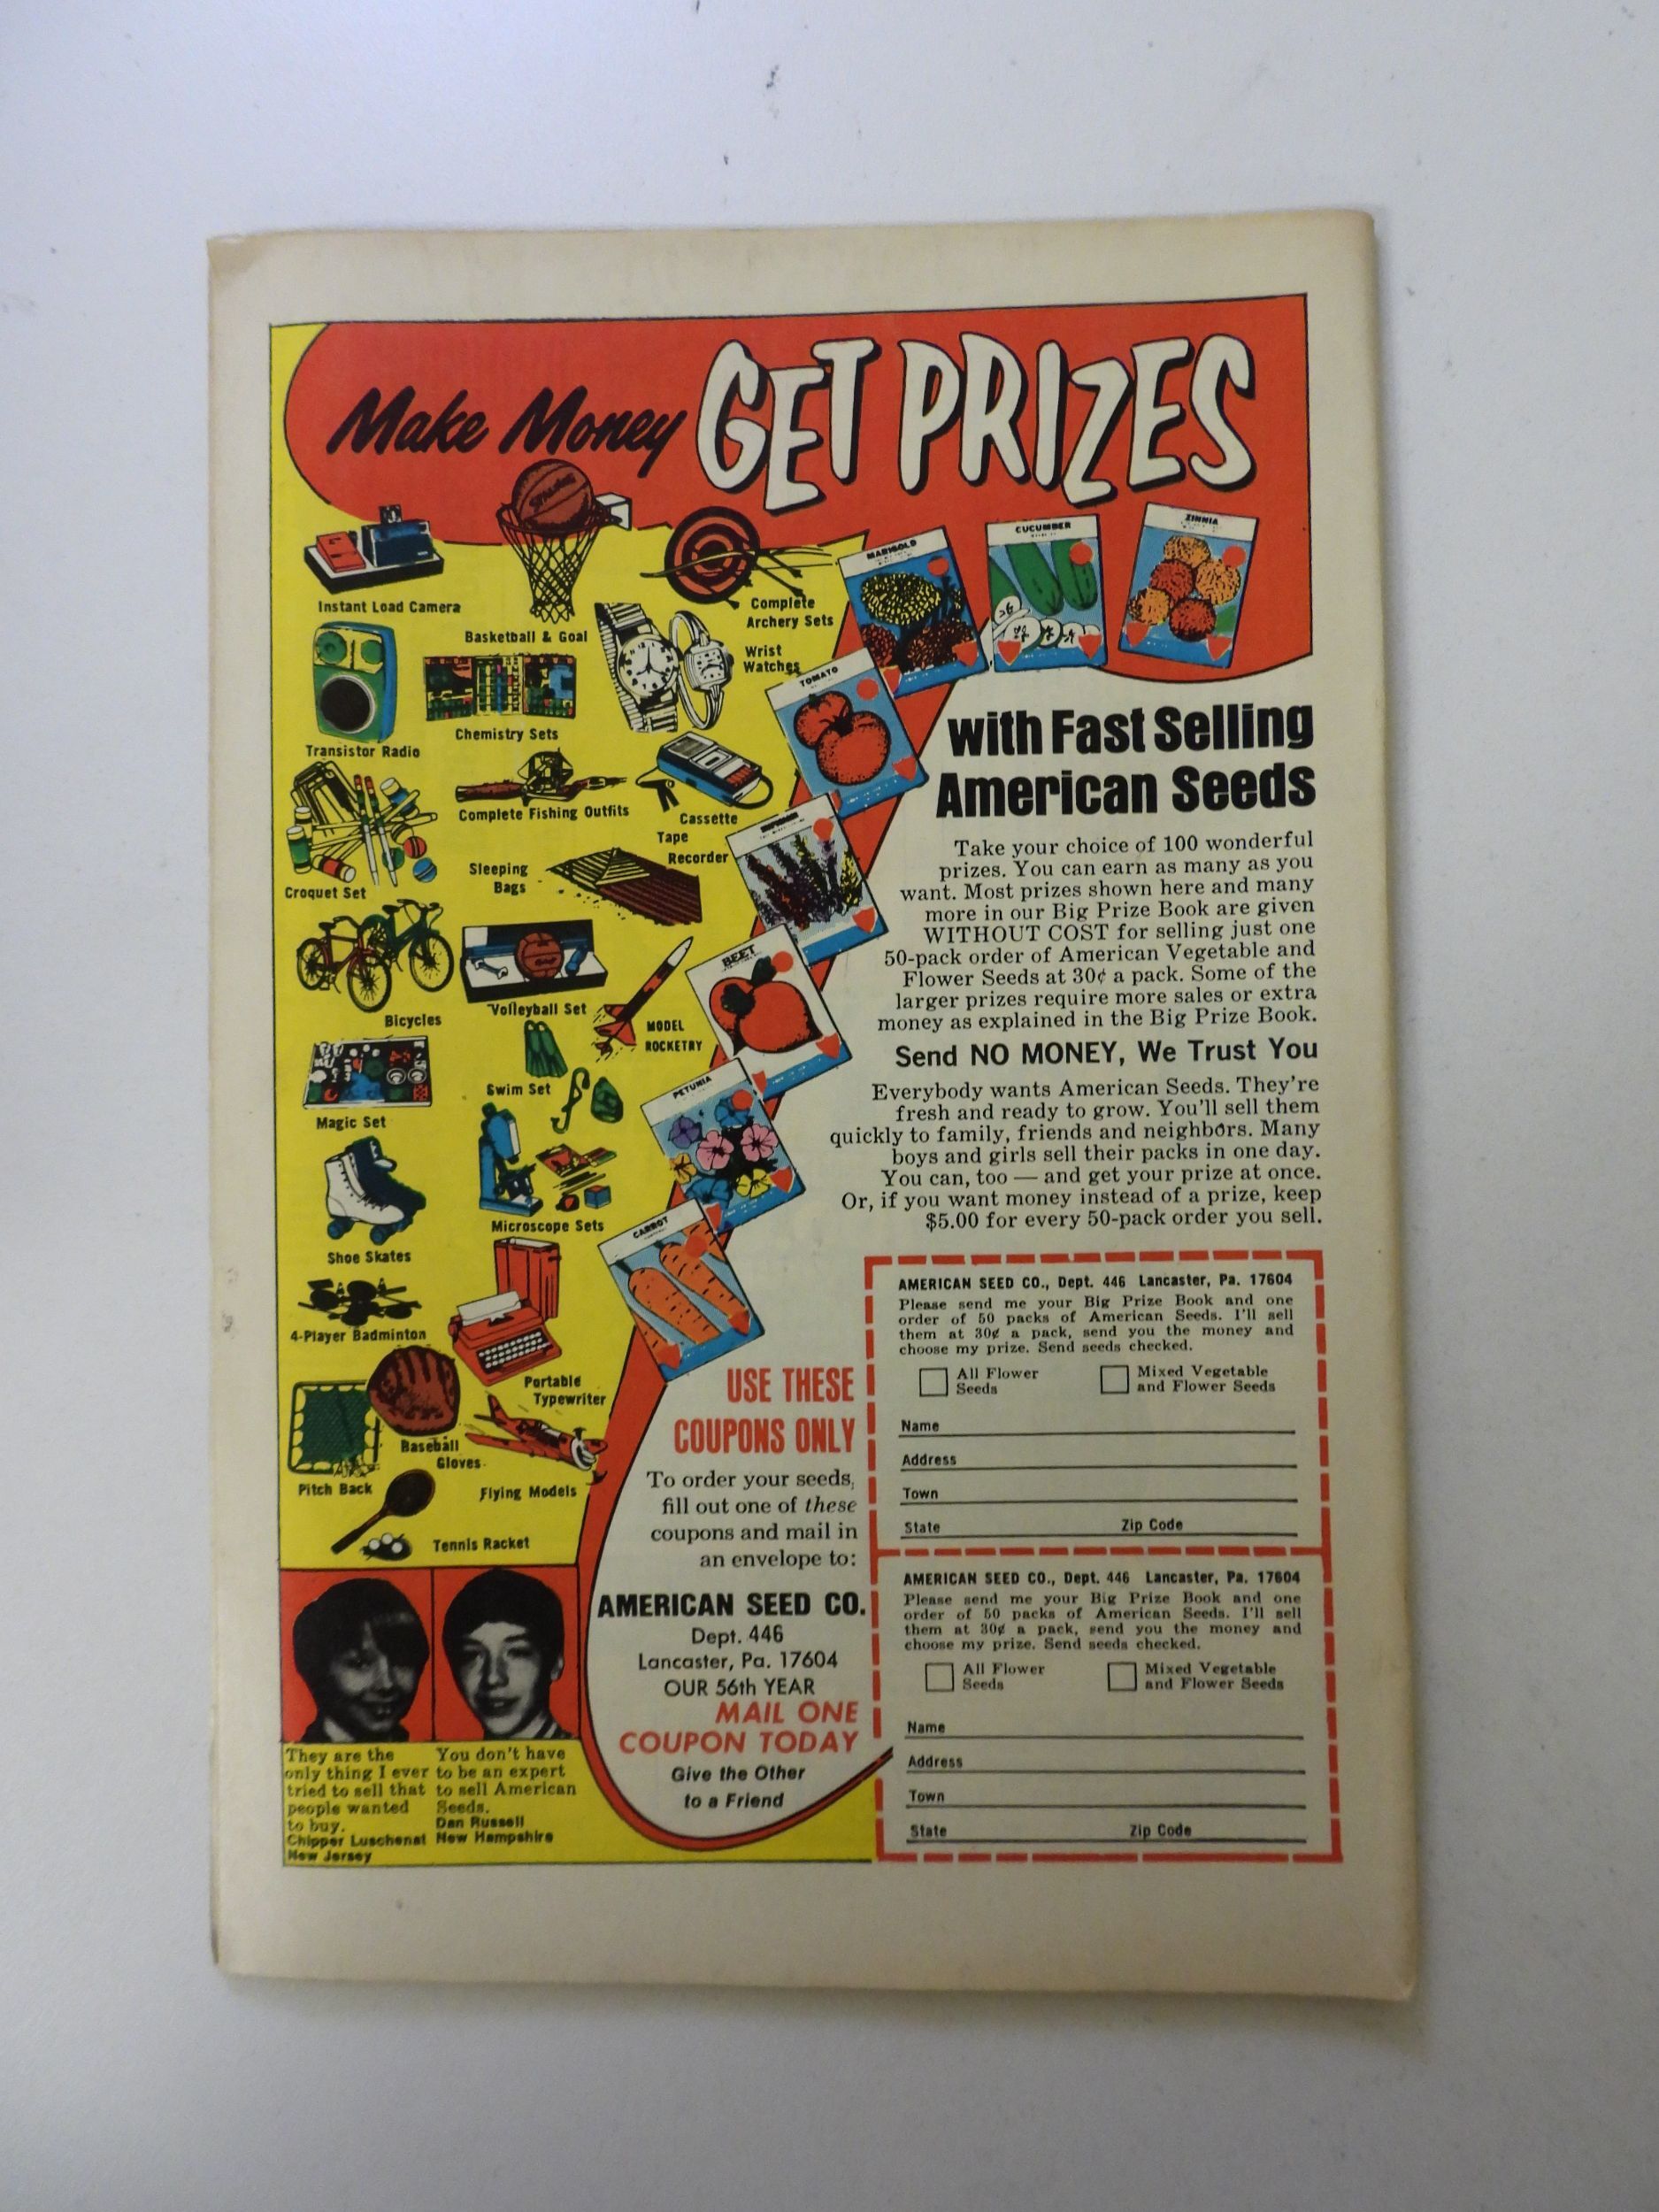 Make Money GET PRIZES
Instant Load Camera
Basketball & Goal
Complete
Archery Sets
Wrist
Watches
Transistor Radio
Chemistry Sets
Complete Fishing Outfits
Cassette
Tape
Recorder
Croquet Set
Sleeping
Bags
Bicycles
Volleyball Set
MODEL
ROCKETRY
Swim Set
Magic Set
Microscope Sets
Shoe Skates
4-Player Badminton
Portable
Typewriter
Baseball
Gloves
Pitch Back
Flying Models
Tennis Racket
MARIGOLD
CUCUMBER
ZINNIA
TOMATO
BEET
PETUNIA
CARROT
with Fast Selling
American Seeds
Take your choice of 100 wonderful
prizes. You can earn as many as you
want. Most prizes shown here and many
more in our Big Prize Book are given
WITHOUT COST for selling just one
50-pack order of American Vegetable and
Flower Seeds at 30¢ a pack. Some of the
larger prizes require more sales or extra
money as explained in the Big Prize Book.
Send NO MONEY, We Trust You
Everybody wants American Seeds. They're
fresh and ready to grow. You'll sell them
quickly to family, friends and neighbors. Many
boys and girls sell their packs in one day.
You can, too — and get your prize at once.
Or, if you want money instead of a prize, keep
$5.00 for every 50-pack order you sell.
USE THESE
COUPONS ONLY
To order your seeds,
fill out one of these
coupons and mail in
an envelope to:
AMERICAN SEED CO.
Dept. 446
Lancaster, Pa. 17604
OUR 56th YEAR
MAIL ONE
COUPON TODAY
Give the Other
to a Friend
AMERICAN SEED CO., Dept. 446 Lancaster, Pa. 17604
Please send me your Big Prize Book and one
order of 50 packs of American Seeds. I'll sell
them at 30¢ a pack, send you the money and
choose my prize. Send seeds checked.
All Flower
Seeds
Mixed Vegetable
and Flower Seeds
Name
Address
Town
State Zip Code
AMERICAN SEED CO., Dept. 446 Lancaster, Pa. 17604
Please send me your Big Prize Book and one
order of 50 packs of American Seeds. I'll sell
them at 30¢ a pack, send you the money and
choose my prize. Send seeds checked.
All Flower
Seeds
Mixed Vegetable
and Flower Seeds
Name
Address
Town
State Zip Code
They are the
only thing I ever
tried to sell that
people wanted
to buy.
Chipper Luschenat
New Jersey
You don't have
to be an expert
to sell American
Seeds.
Dan Russell
New Hampshire